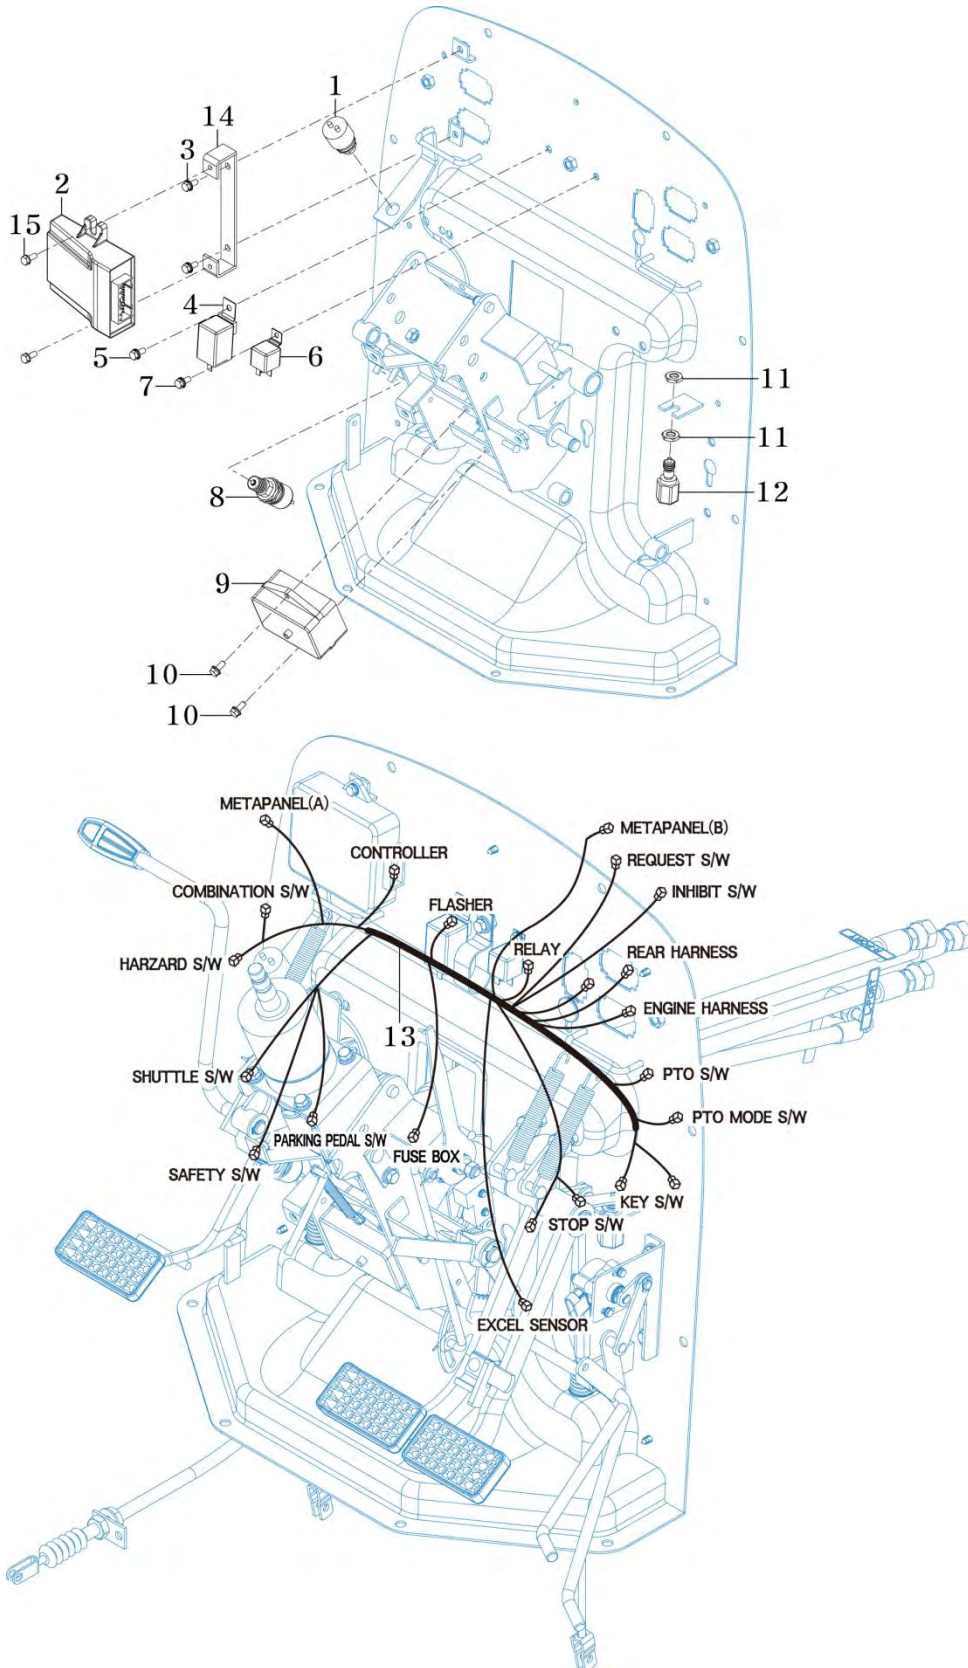 1
14
3
2
15
4
5
6
7
11
11
8
12
9
10
10
METAPANEL(A)
METAPANEL(B)
CONTROLLER
REQUEST S/W
COMBINATION S/W
INHIBIT S/W
FLASHER
RELAY
REAR HARNESS
HARZARD S/W
ENGINE HARNESS
13
SHUTTLE S/W
PTO S/W
PTO MODE S/W
PARKING PEDAL S/W
FUSE BOX
SAFETY S/W
KEY S/W
STOP S/W
EXCEL SENSOR